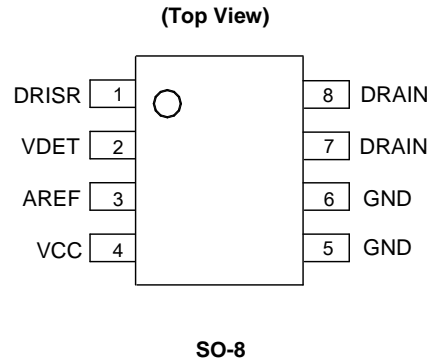 (Top View)
DRISR 1 8 DRAIN
VDET 2 7 DRAIN
AREF 3 6 GND
VCC 4 5 GND
SO-8